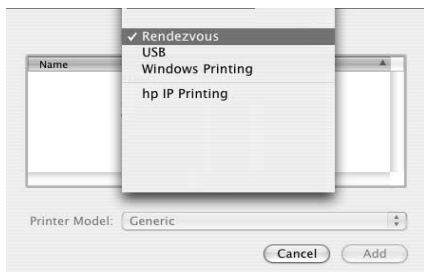 ✓ Rendezvous
USB
Windows Printing
Name
hp IP Printing
Printer Model: Generic
Cancel Add